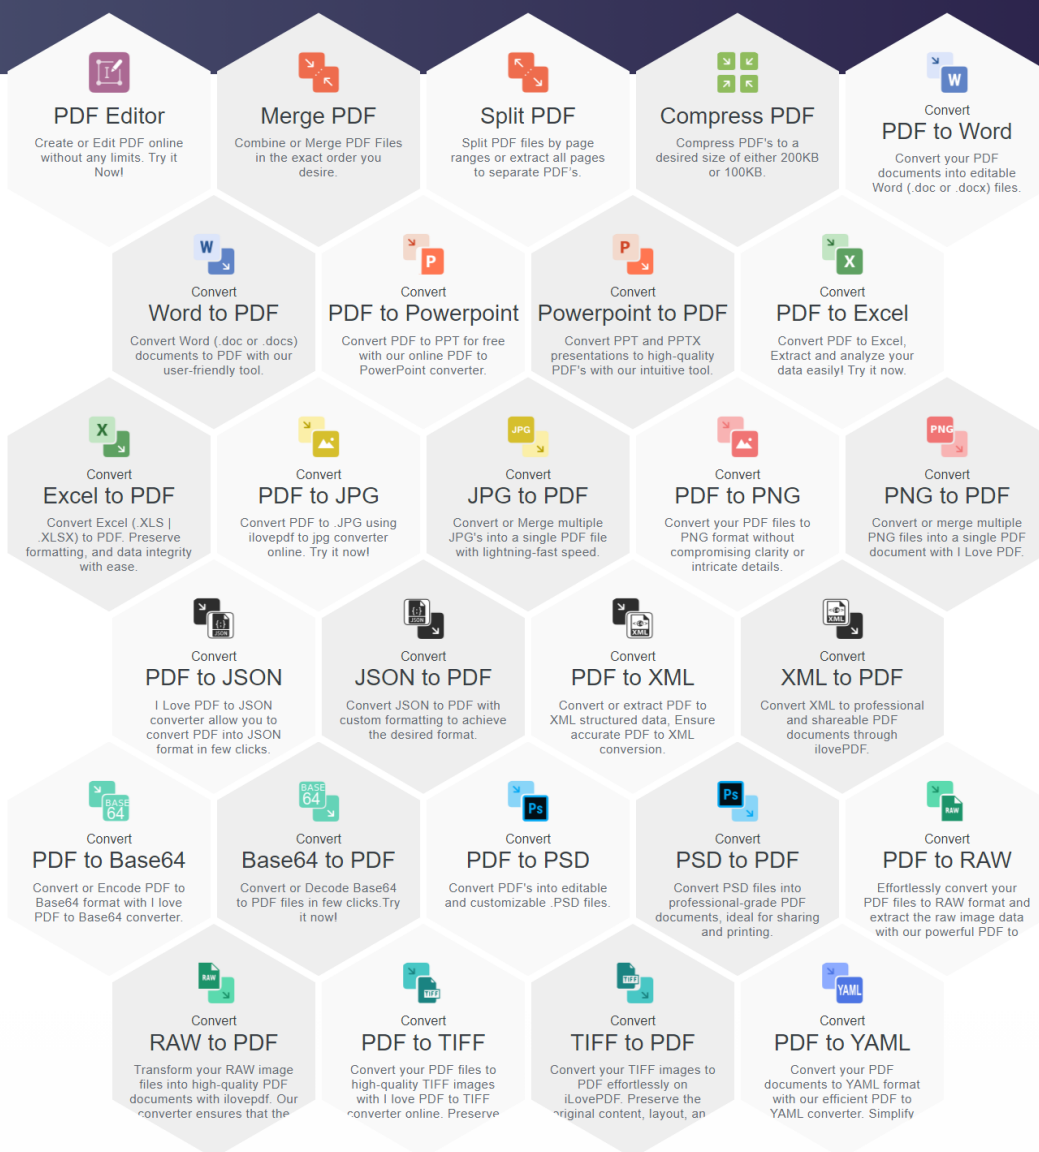 PDF Editor
Create or Edit PDF online
without any limits. Try it
Now!
Merge PDF
Combine or Merge PDF Files
in the exact order you
desire.
Split PDF
Split PDF files by page
ranges or extract all pages
to separate PDF's.
Compress PDF
Compress PDF's to a
desired size of either 200KB
or 100KB.
W
Convert
PDF to Word
Convert your PDF
documents into editable
Word (.doc or .docx) files.
W
Convert
Word to PDF
Convert Word (.doc or .docs)
documents to PDF with our
user-friendly tool.
P
Convert
PDF to Powerpoint
Convert PDF to PPT for free
with our online PDF to
PowerPoint converter.
P
Convert
Powerpoint to PDF
Convert PPT and PPTX
presentations to high-quality
PDF's with our intuitive tool.
X
Convert
PDF to Excel
Convert PDF to Excel,
Extract and analyze your
data easily! Try it now.
X
Convert
Excel to PDF
Convert Excel (.XLS |
.XLSX) to PDF. Preserve
formatting, and data integrity
with ease.
Convert
PDF to JPG
Convert PDF to .JPG using
ilovepdf to jpg converter
online. Try it now!
JPG
Convert
JPG to PDF
Convert or Merge multiple
JPG's into a single PDF file
with lightning-fast speed.
Convert
PDF to PNG
Convert your PDF files to
PNG format without
compromising clarity or
intricate details.
PNG
Convert
PNG to PDF
Convert or merge multiple
PNG files into a single PDF
document with I Love PDF.
{:}
JSON
Convert
PDF to JSON
I Love PDF to JSON
converter allow you to
convert PDF into JSON
format in few clicks.
{:}
JSON
Convert
JSON to PDF
Convert JSON to PDF with
custom formatting to achieve
the desired format.
XML
Convert
PDF to XML
Convert or extract PDF to
XML structured data, Ensure
accurate PDF to XML
conversion.
XML
Convert
XML to PDF
Convert XML to professional
and shareable PDF
documents through
ilovePDF.
BASE
64
Convert
PDF to Base64
Convert or Encode PDF to
Base64 format with I love
PDF to Base64 converter.
BASE
64
Convert
Base64 to PDF
Convert or Decode Base64
to PDF files in few clicks.Try
it now!
Ps
Convert
PDF to PSD
Convert PDF's into editable
and customizable .PSD files.
Ps
Convert
PSD to PDF
Convert PSD files into
professional-grade PDF
documents, ideal for sharing
and printing.
RAW
Convert
PDF to RAW
Effortlessly convert your
PDF files to RAW format and
extract the raw image data
with our powerful PDF to
RAW
Convert
RAW to PDF
Transform your RAW image
files into high-quality PDF
documents with ilovepdf. Our
converter ensures that the
TIFF
Convert
PDF to TIFF
Convert your PDF files to
high-quality TIFF images
with I love PDF to TIFF
converter online. Preserve
TIFF
Convert
TIFF to PDF
Convert your TIFF images to
PDF effortlessly on
iLovePDF. Preserve the
original content, layout, an
YAML
Convert
PDF to YAML
Convert your PDF
documents to YAML format
with our efficient PDF to
YAML converter. Simplify